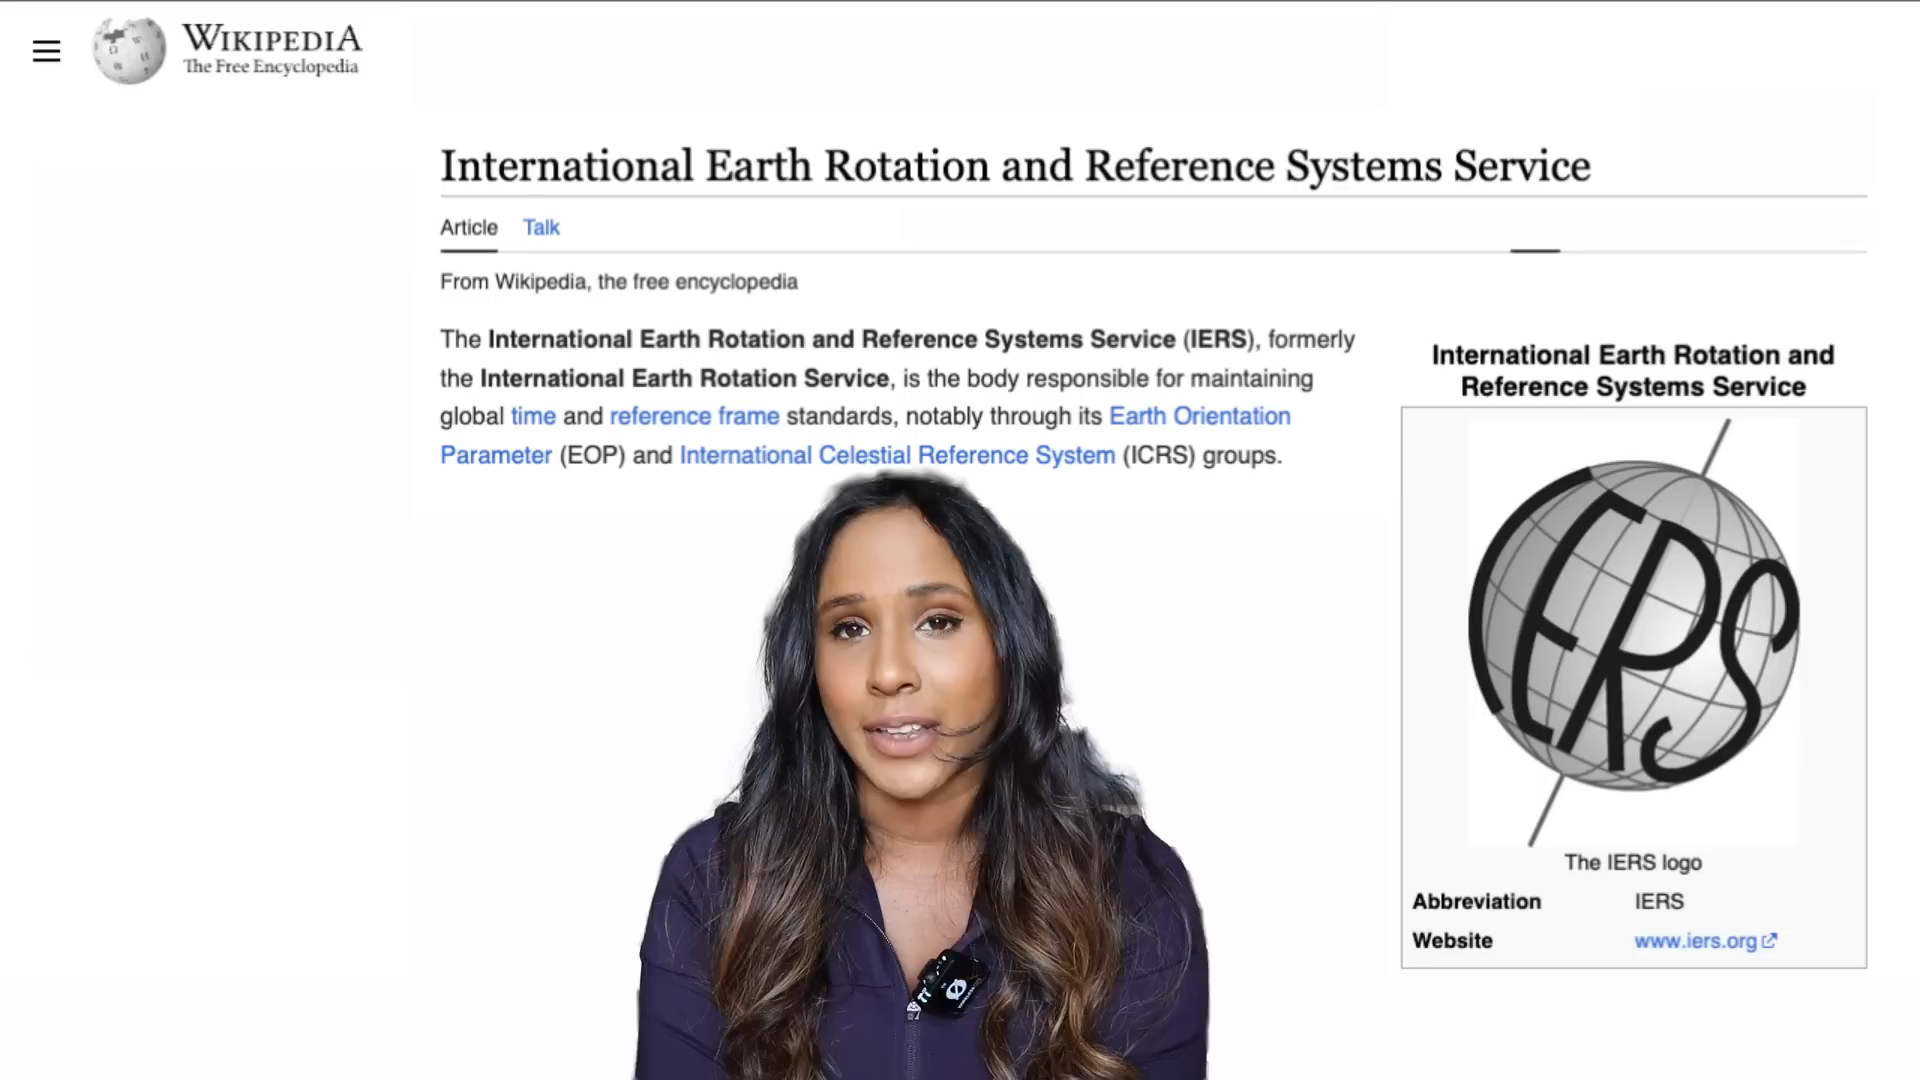 WIKIPEDIA
The Free Encyclopedia
International Earth Rotation and Reference Systems Service
Article Talk
From Wikipedia, the free encyclopedia
The International Earth Rotation and Reference Systems Service (IERS), formerly
the International Earth Rotation Service, is the body responsible for maintaining
global time and reference frame standards, notably through its Earth Orientation
Parameter (EOP) and International Celestial Reference System (ICRS) groups.
International Earth Rotation and
Reference Systems Service
IERS
The IERS logo
Abbreviation IERS
Website www.iers.org